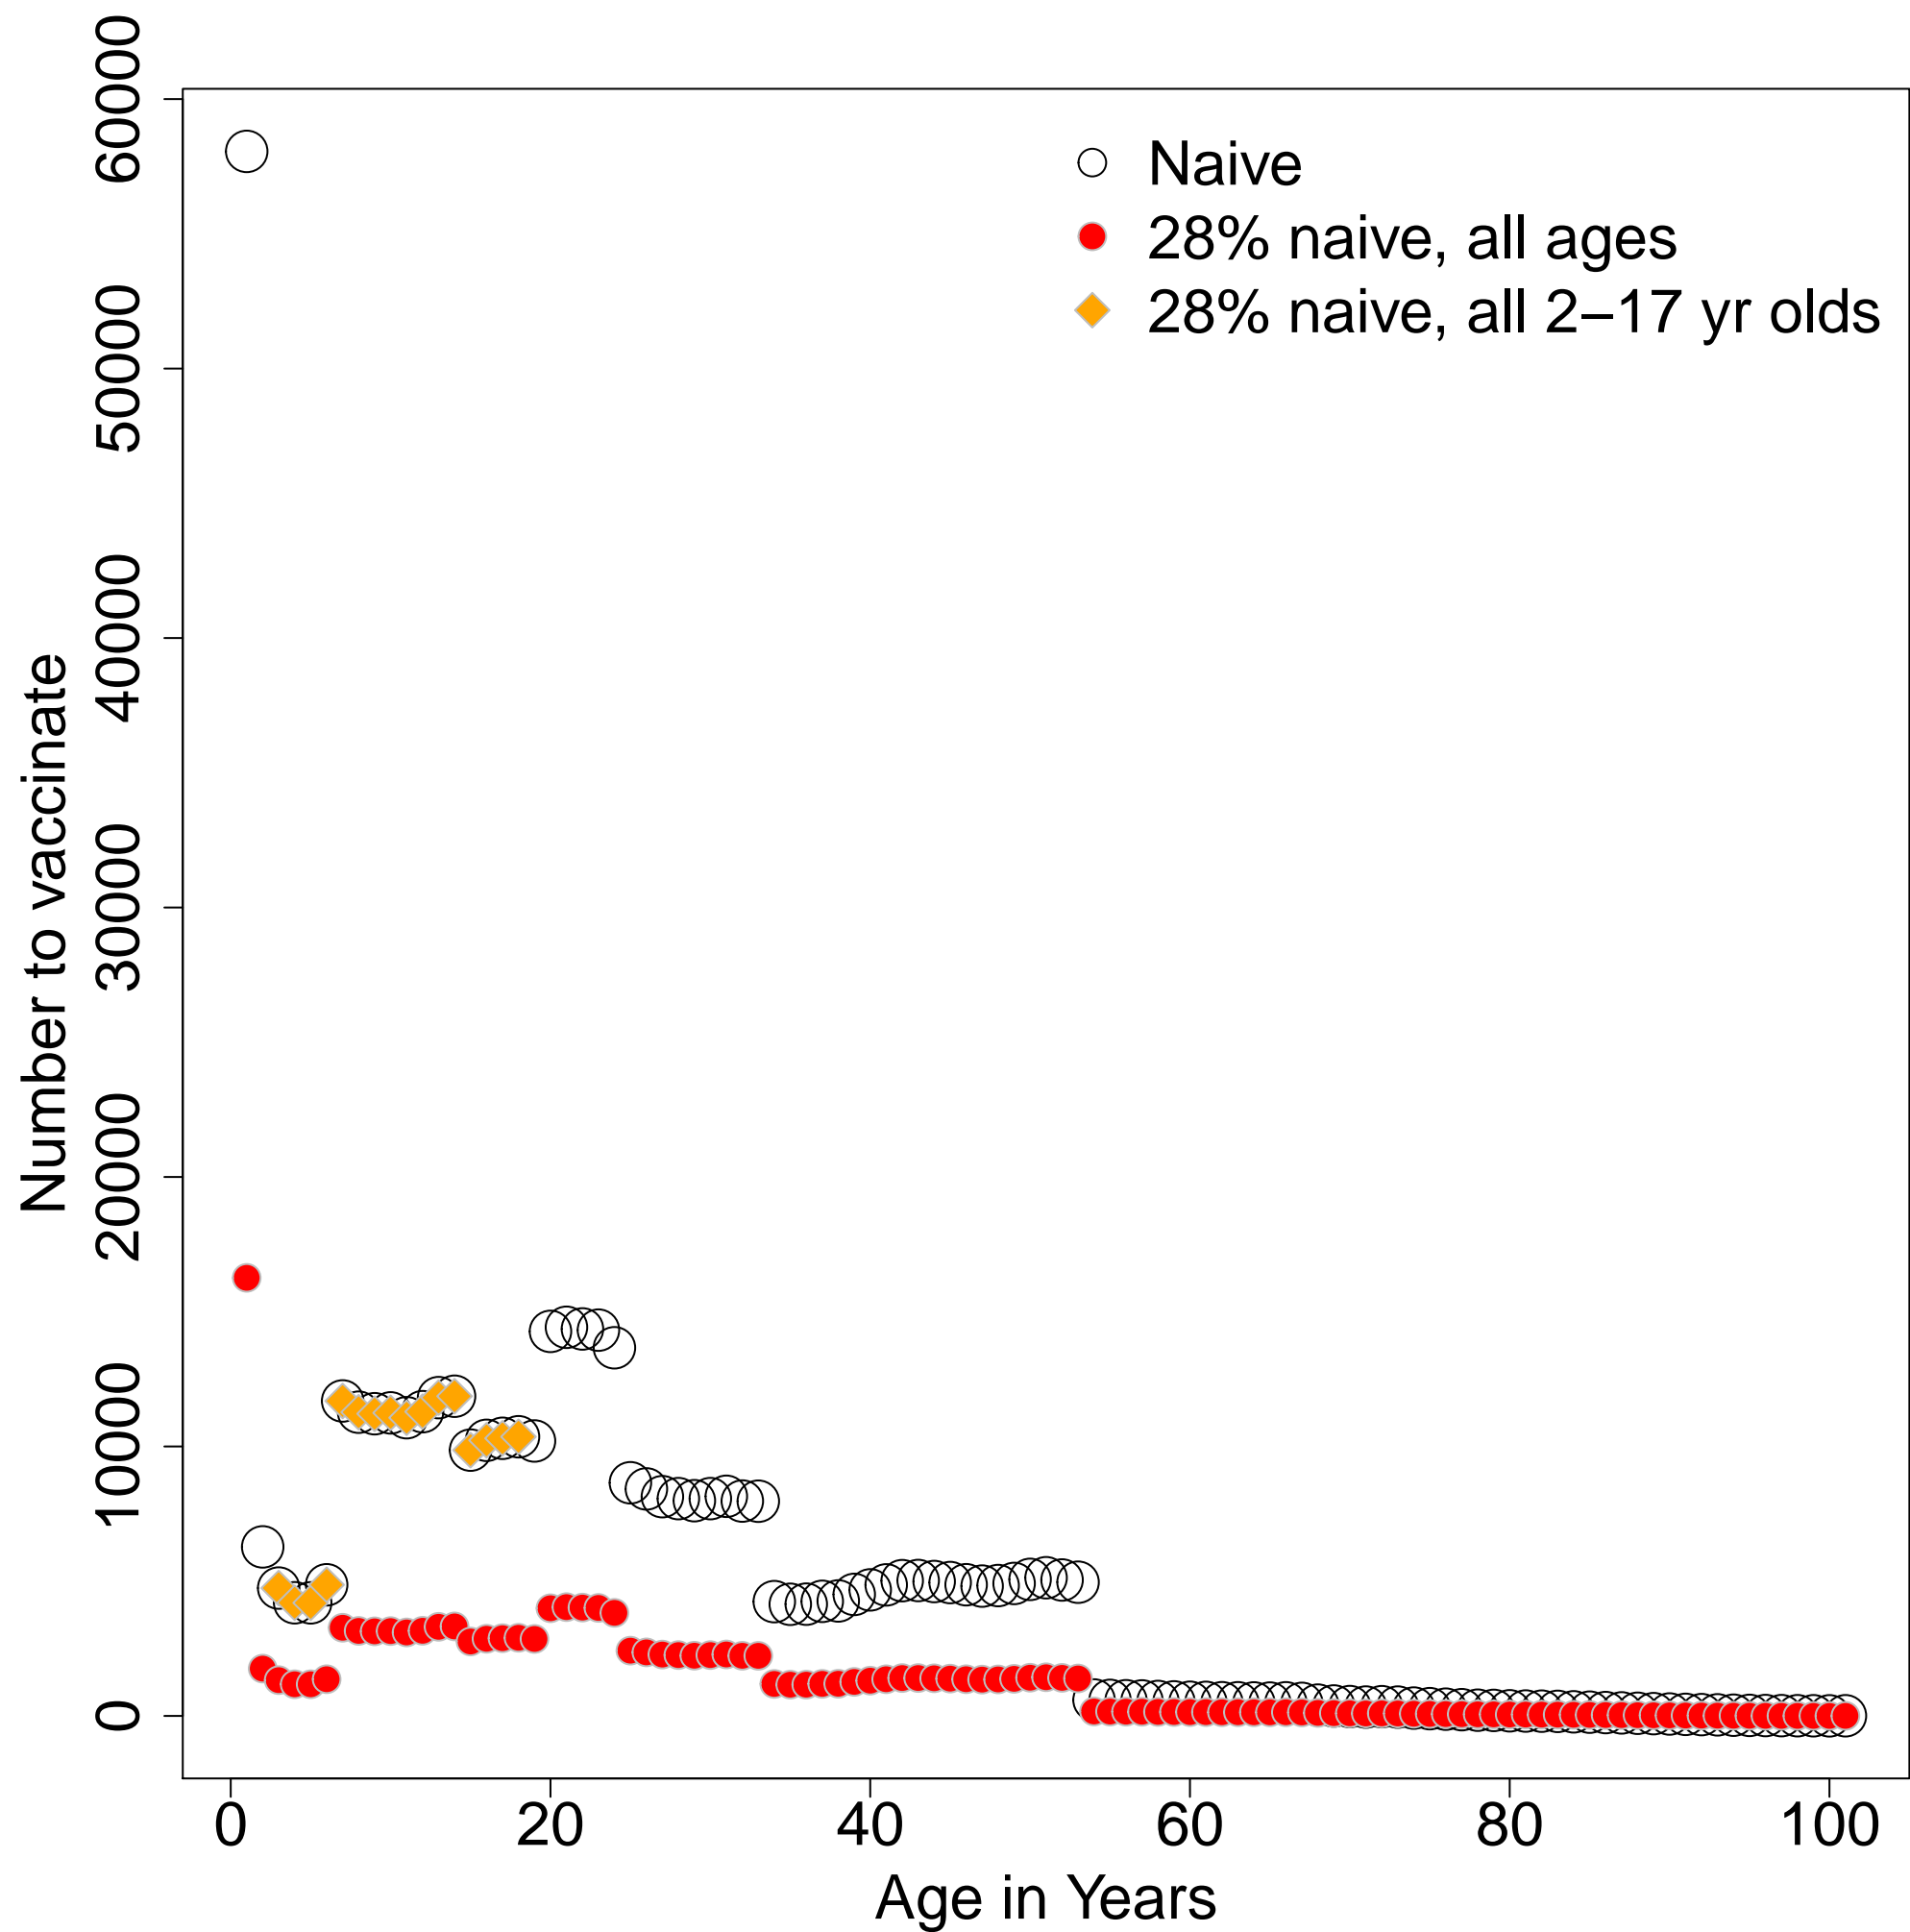 Naive
28% naive, all ages
28% naive, all 2–17 yr olds
Number to vaccinate
60000
50000
40000
30000
20000
10000
0
0 20 40 60 80 100
Age in Years